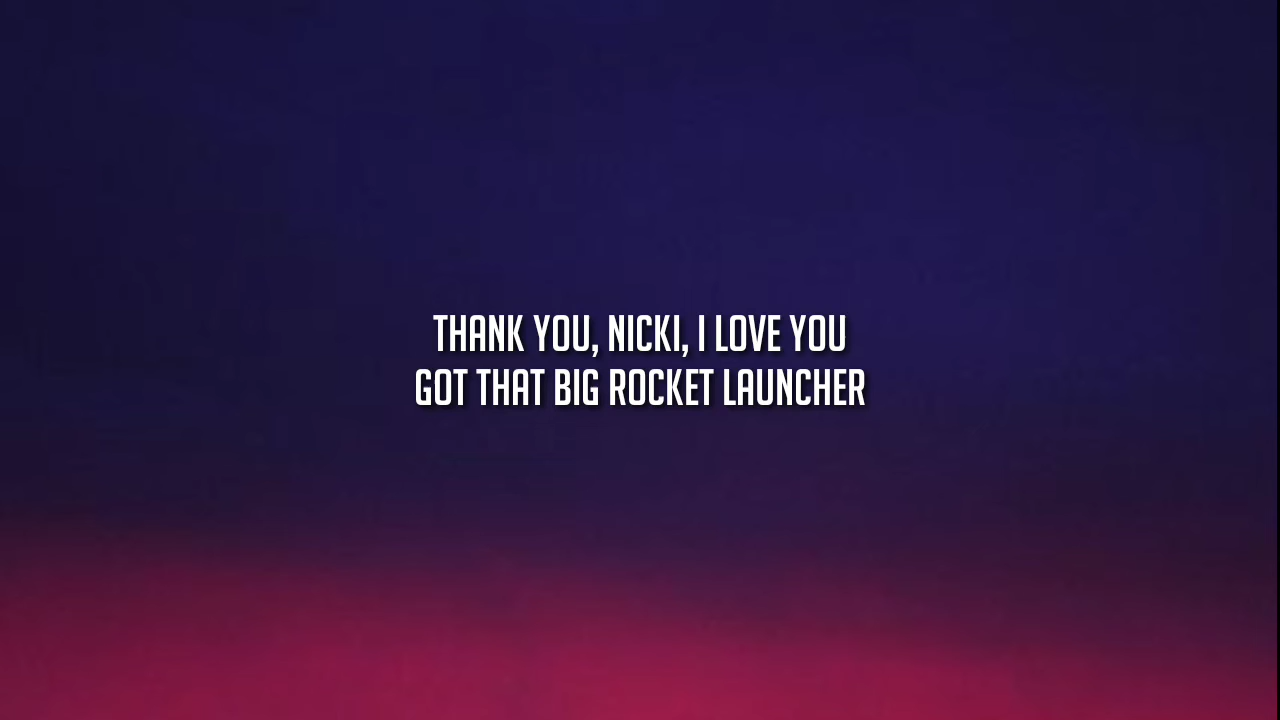 THANK YOU, NICKI, I LOVE YOU
GOT THAT BIG ROCKET LAUNCHER